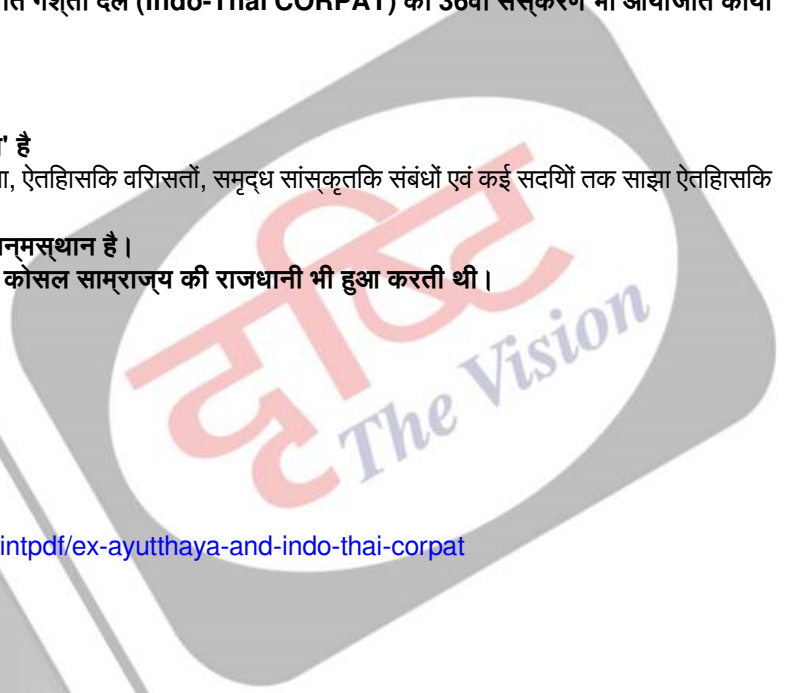 गश्ती दल (Indo-Thai CORPAT) का 36वाँ संस्करण भी आयोजित कीया
है
ऐतिहासिक विरासतों, समृद्ध सांस्कृतिक संबंधों एवं कई सदियों तक साझा ऐतिहासिक
है।
कोसल साम्राज्य की राजधानी भी हुआ करती थी।
दृष्टि
The Vision
intpdf/ex-ayutthaya-and-indo-thai-corpat